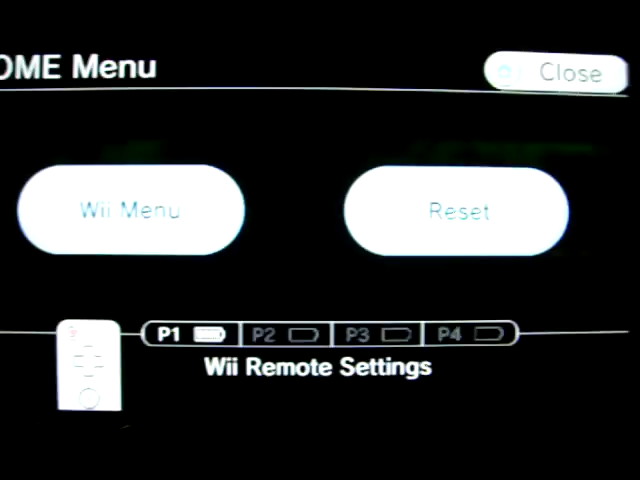 OME Menu
Close
Wii Menu
Reset
P1 P2 P3 P4
Wii Remote Settings